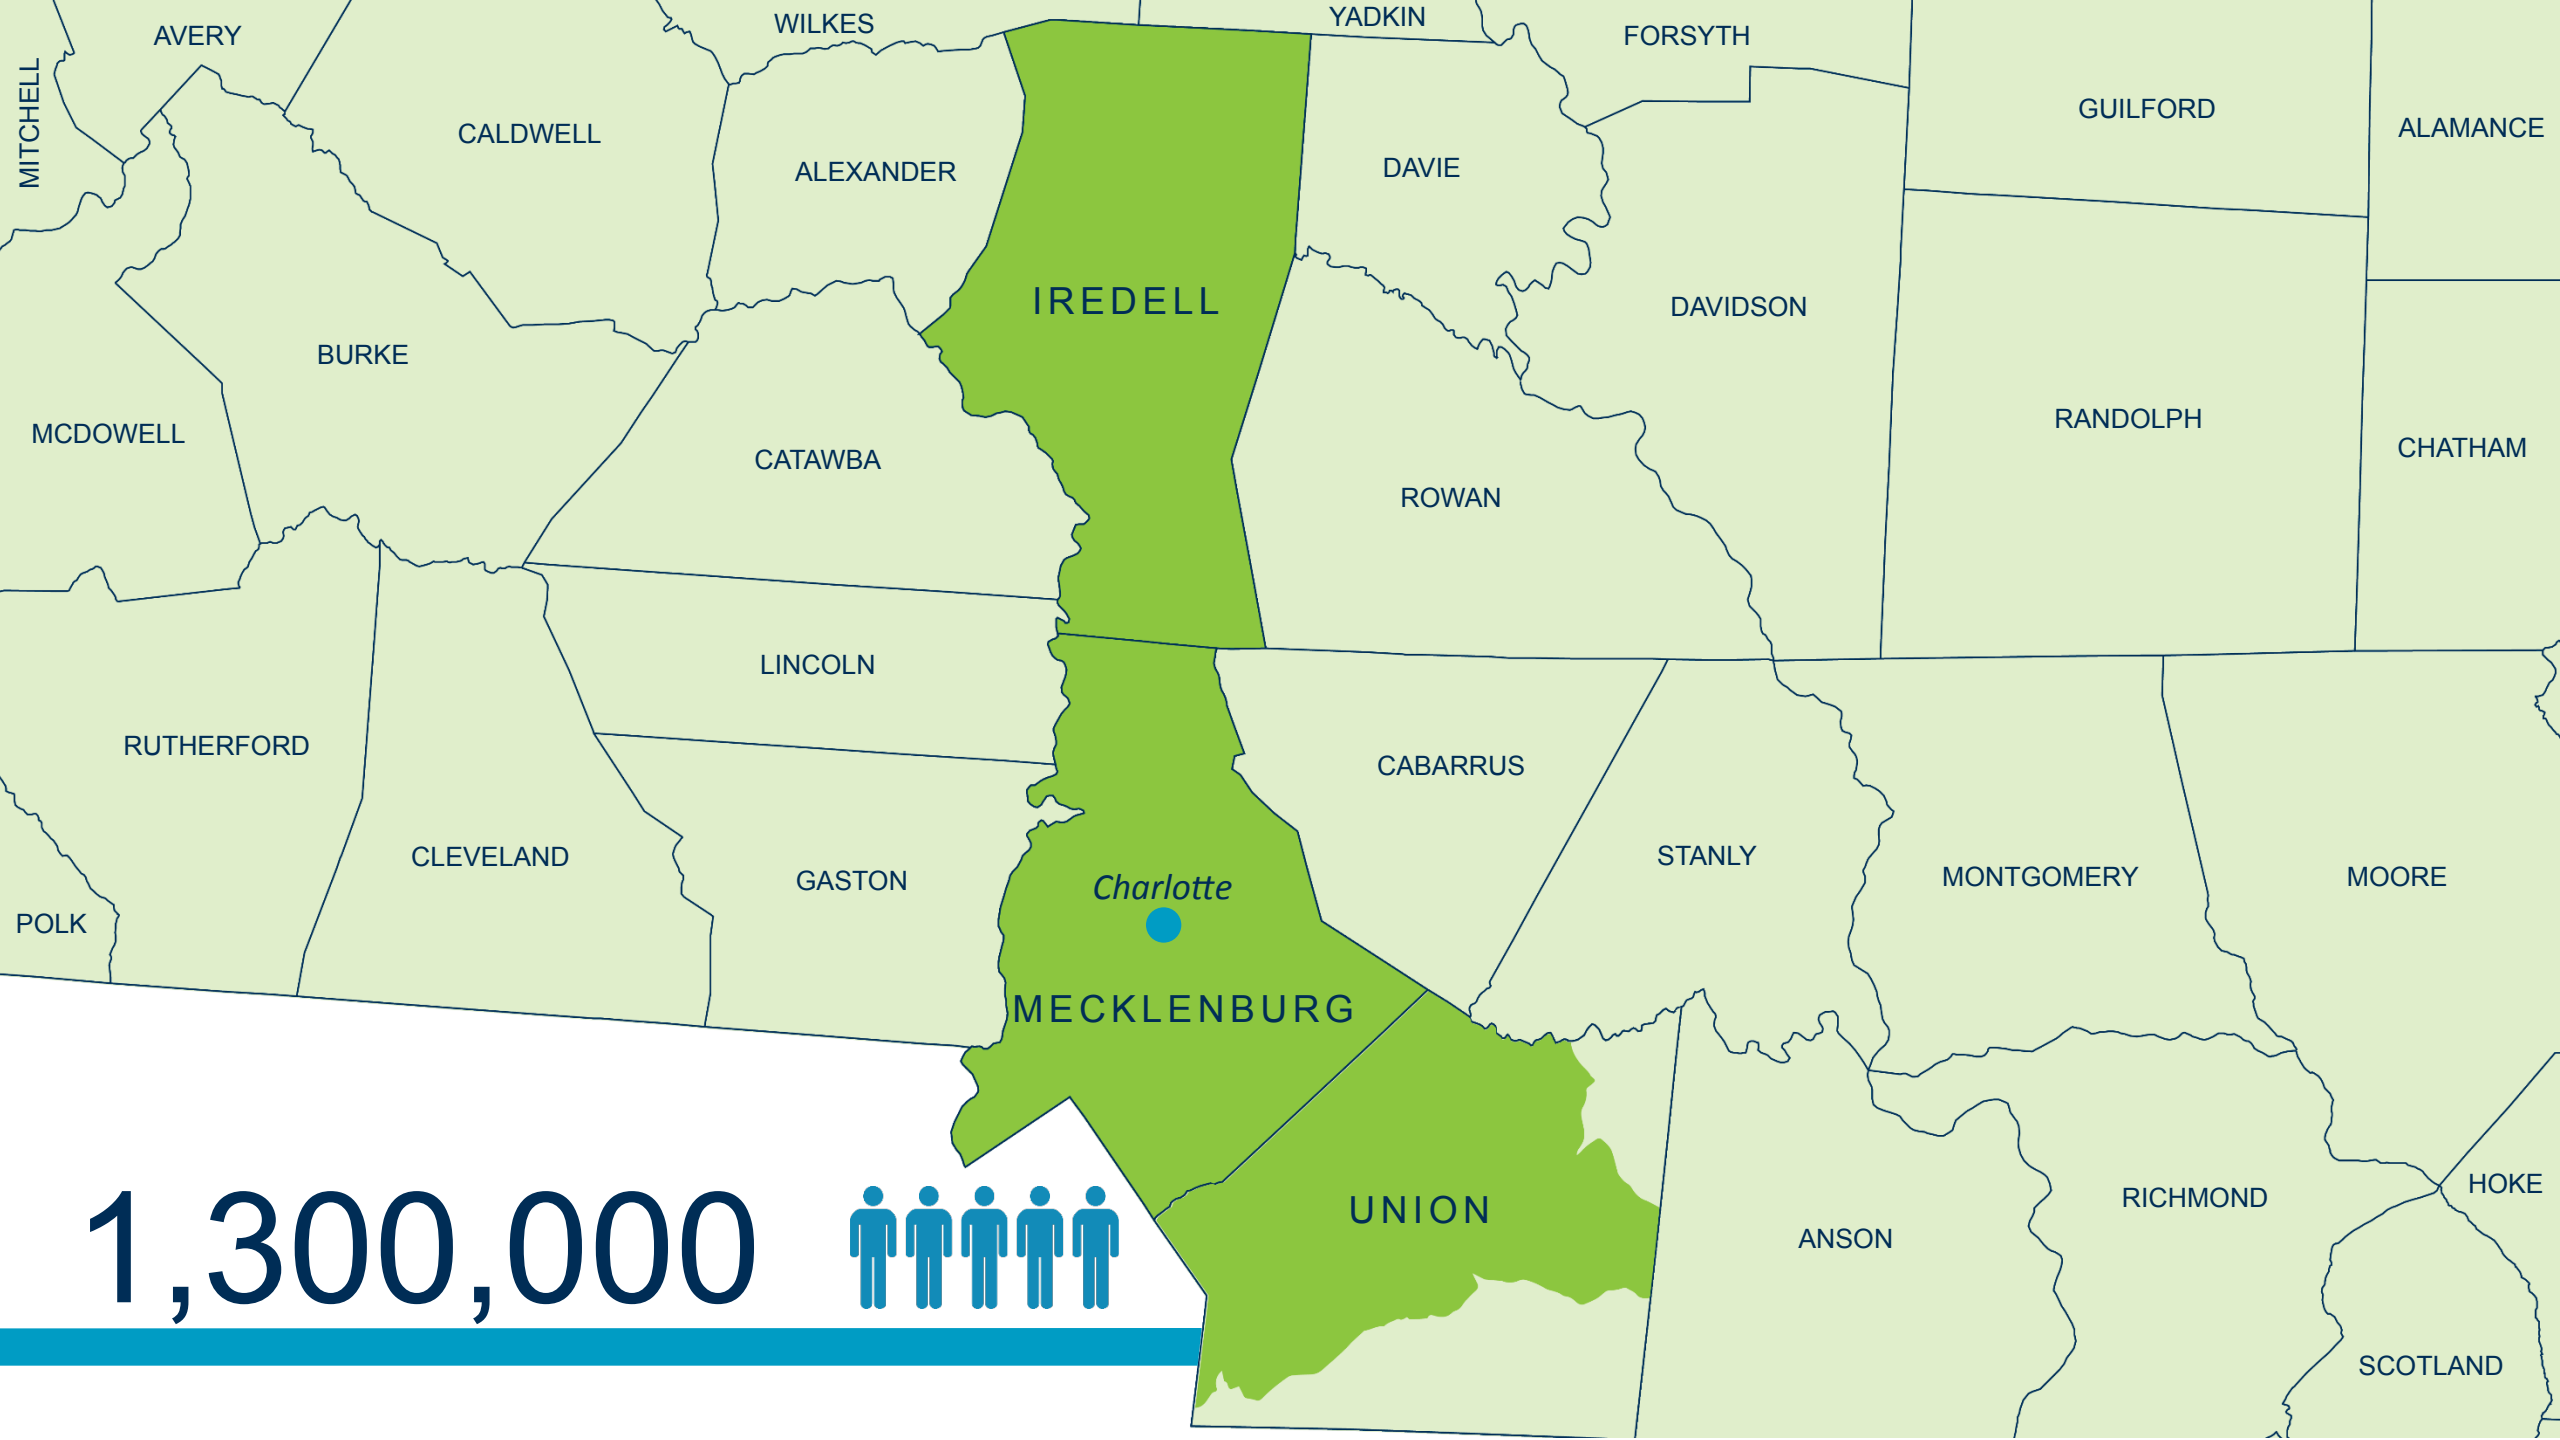 WILKES
YADKIN
AVERY
FORSYTH
MITCHELL
GUILFORD
ALAMANCE
CALDWELL
ALEXANDER
DAVIE
IREDELL
DAVIDSON
BURKE
RANDOLPH
MCDOWELL
CATAWBA
CHATHAM
ROWAN
LINCOLN
RUTHERFORD
CABARRUS
CLEVELAND
STANLY
GASTON
Charlotte
MONTGOMERY
MOORE
POLK
MECKLENBURG
HOKE
RICHMOND
UNION
ANSON
1,300,000
SCOTLAND